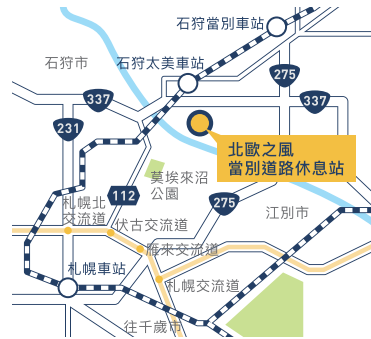 石狩當別車站
石狩太美車站
石狩市
275
337
337
231
北歐之風
當別道路休息站
莫埃來沼
公園
112
275
札幌北
交流道
江別市
伏古交流道
雁来交流道
札幌車站
札幌交流道
往千歲市